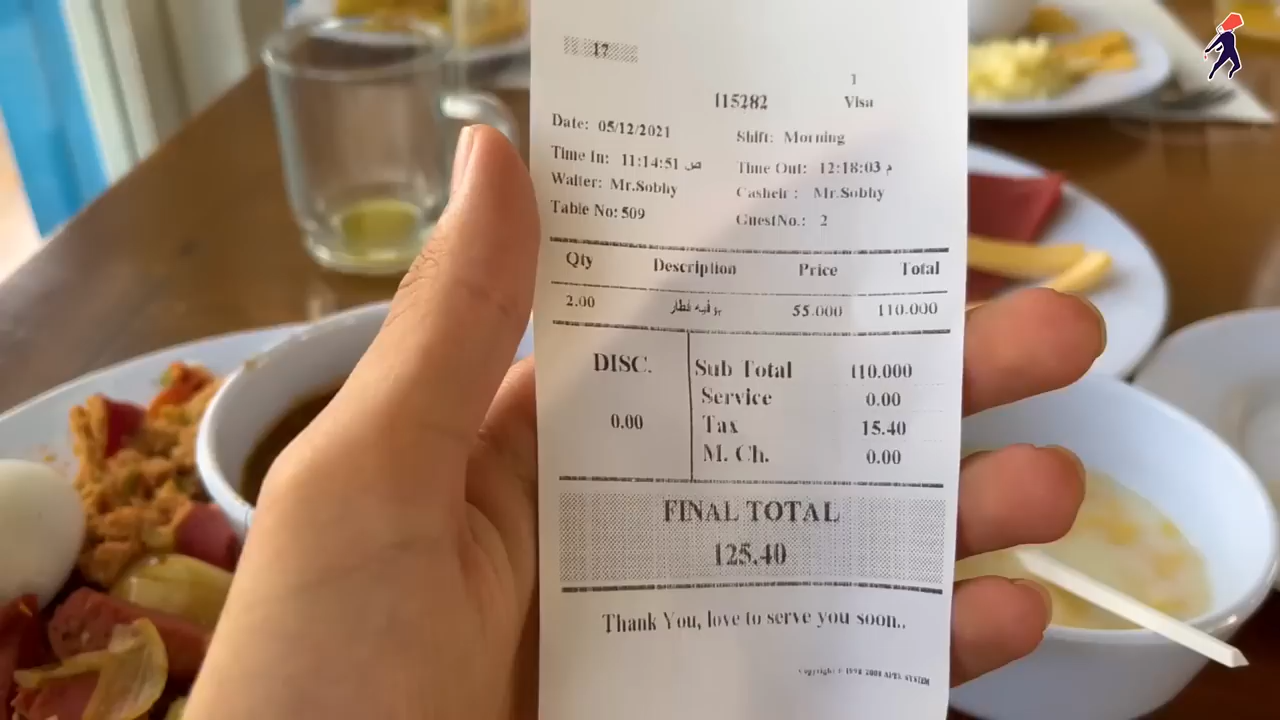 17
1
115282 Visa
Date: 05/12/2021 Shift: Morning
Time In: 11:14:51 ص Time Out: 12:18:03 م
Waiter: Mr.Sobhy Casheir : Mr.Sobhy
Table No: 509 GuestNo.: 2
Qty Description Price Total
2.00 بوفيه فطار 55.000 110.000
DISC. Sub Total 110.000
Service 0.00
0.00 Tax 15.40
M. Ch. 0.00
FINAL TOTAL
125.40
Thank You, love to serve you soon..